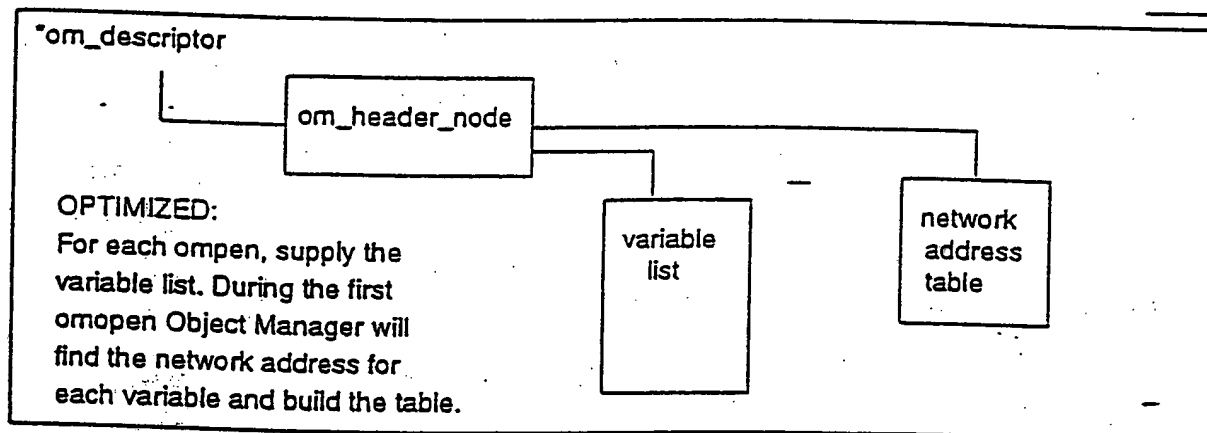 *om_descriptor
om_header_node
OPTIMIZED:
For each ompen, supply the
variable list. During the first
omopen Object Manager will
find the network address for
each variable and build the table.
variable
list
network
address
table